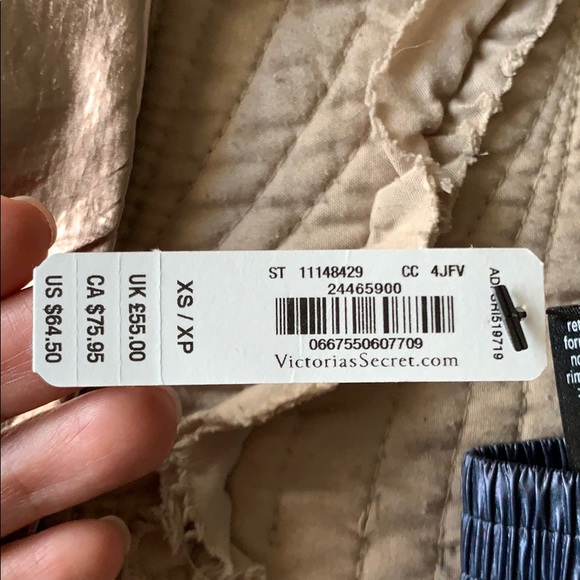 ST 11148429 CC 4JFV
24465900
0667550607709
VictoriasSecret.com
XS / XP
UK £55.00
CA $75.95
US $64.50